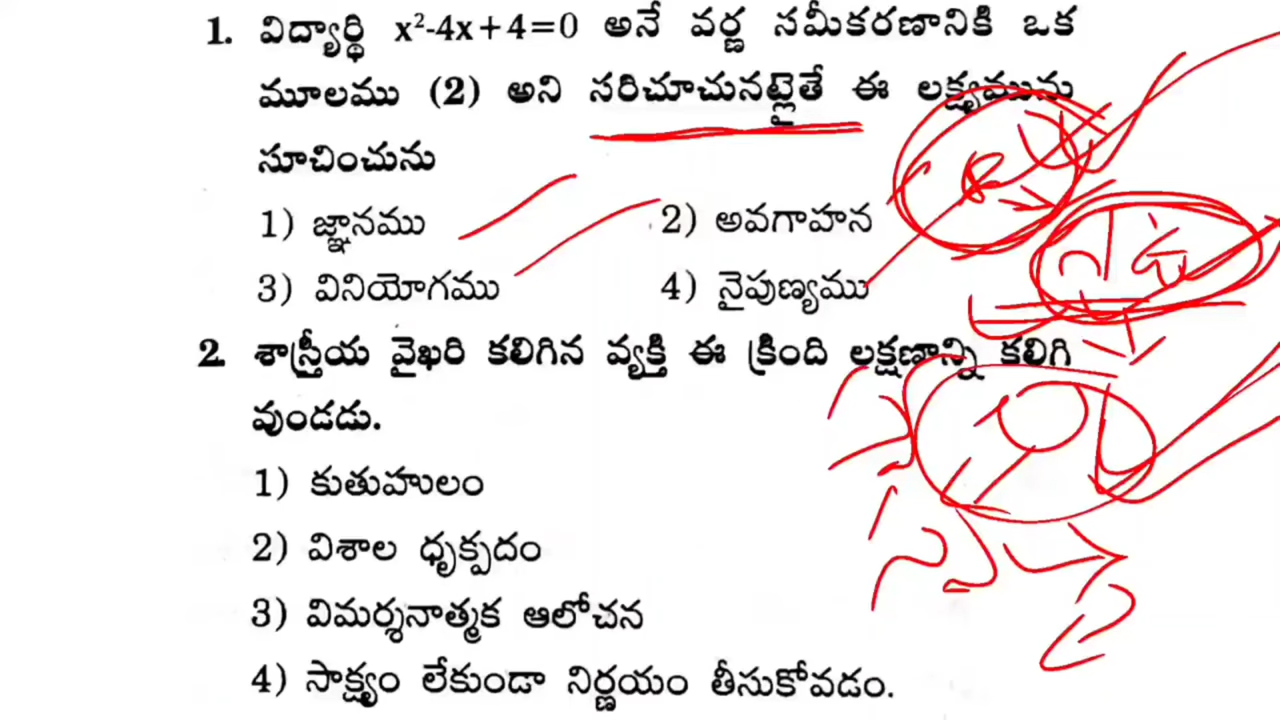 1. విద్యార్థి x²-4x+4=0 అనే వర్ణ సమీకరణానికి ఒక
మూలము (2) అని సరిచూచునట్లైతే ఈ లక్ష్యమును
సూచించును
1) జ్ఞానము 2) అవగాహన
3) వినియోగము 4) నైపుణ్యము
2. శాస్త్రీయ వైఖరి కలిగిన వ్యక్తి ఈ క్రింది లక్షణాన్ని కలిగి
వుండడు.
1) కుతుహులం
2) విశాల ధృక్పదం
3) విమర్శనాత్మక ఆలోచన
4) సాక్ష్యం లేకుండా నిర్ణయం తీసుకోవడం.